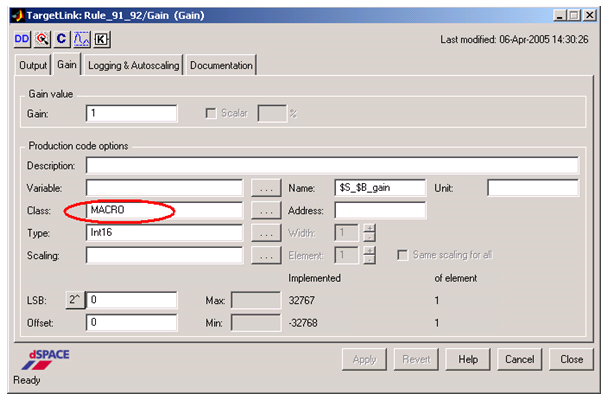 TargetLink: Rule_91_92/Gain (Gain)
DD C K Last modified: 06-Apr-2005 14:30:26
Output Gain Logging & Autoscaling Documentation
Gain value
Gain: 1 Scalar %
Production code options
Description:
Variable: ... Name: $S_$B_gain Unit:
Class: MACRO ... Address:
Type: Int16 ... Width: 1
Scaling: ... Element: 1 Same scaling for all
Implemented of element
LSB: 2^ 0 Max: 32767 1
Offset: 0 Min: -32768 1
dSPACE Apply Revert Help Cancel Close
Ready